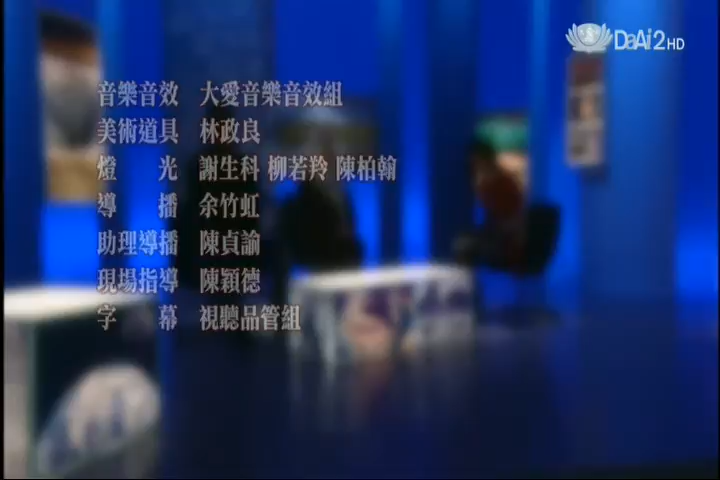 DaAi2HD
音樂音效 大愛音樂音效組
美術道具 林政良
燈光 謝生科 柳若羚 陳柏翰
導播 余竹虹
助理導播 陳貞諭
現場指導 陳穎德
字幕 視聽品管組